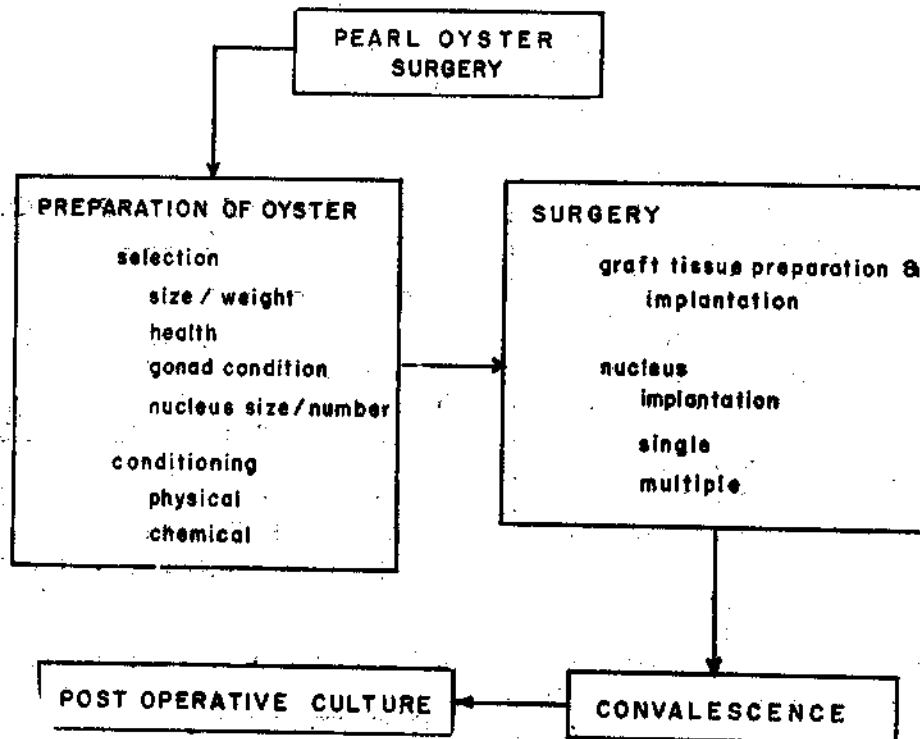 PEARL OYSTER
SURGERY
PREPARATION OF OYSTER
selection
size / weight
health
gonad condition
nucleus size / number
conditioning
physical
chemical
SURGERY
graft tissue preparation &
implantation
nucleus
implantation
single
multiple
CONVALESCENCE
POST OPERATIVE CULTURE